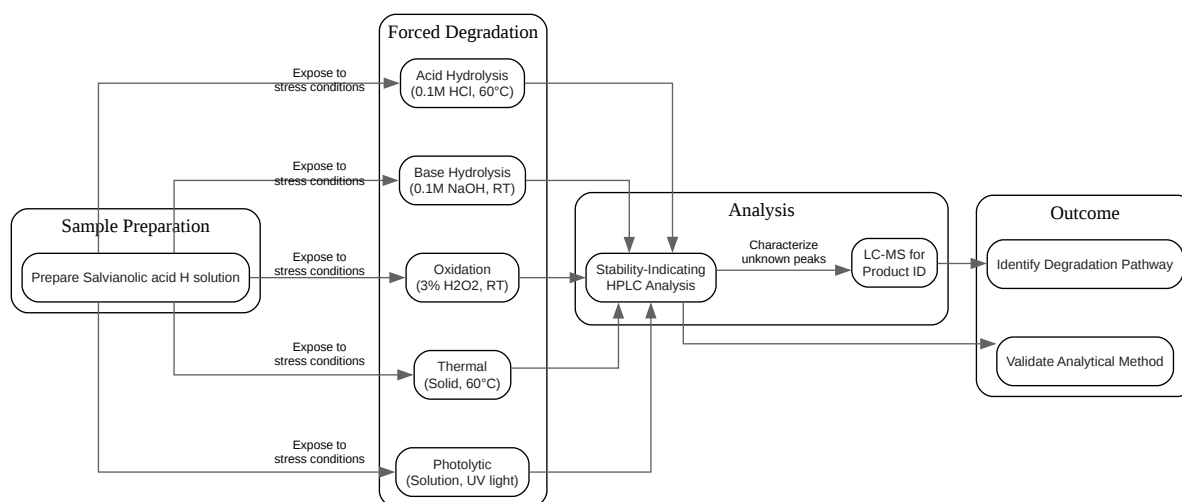 Sample Preparation
Prepare Salvianolic acid H solution
Expose to
stress conditions
Expose to
stress conditions
Expose to
stress conditions
Expose to
stress conditions
Expose to
stress conditions
Forced Degradation
Acid Hydrolysis
(0.1M HCl, 60°C)
Base Hydrolysis
(0.1M NaOH, RT)
Oxidation
(3% H2O2, RT)
Thermal
(Solid, 60°C)
Photolytic
(Solution, UV light)
Analysis
Stability-Indicating
HPLC Analysis
Characterize
unknown peaks
LC-MS for
Product ID
Outcome
Identify Degradation Pathway
Validate Analytical Method